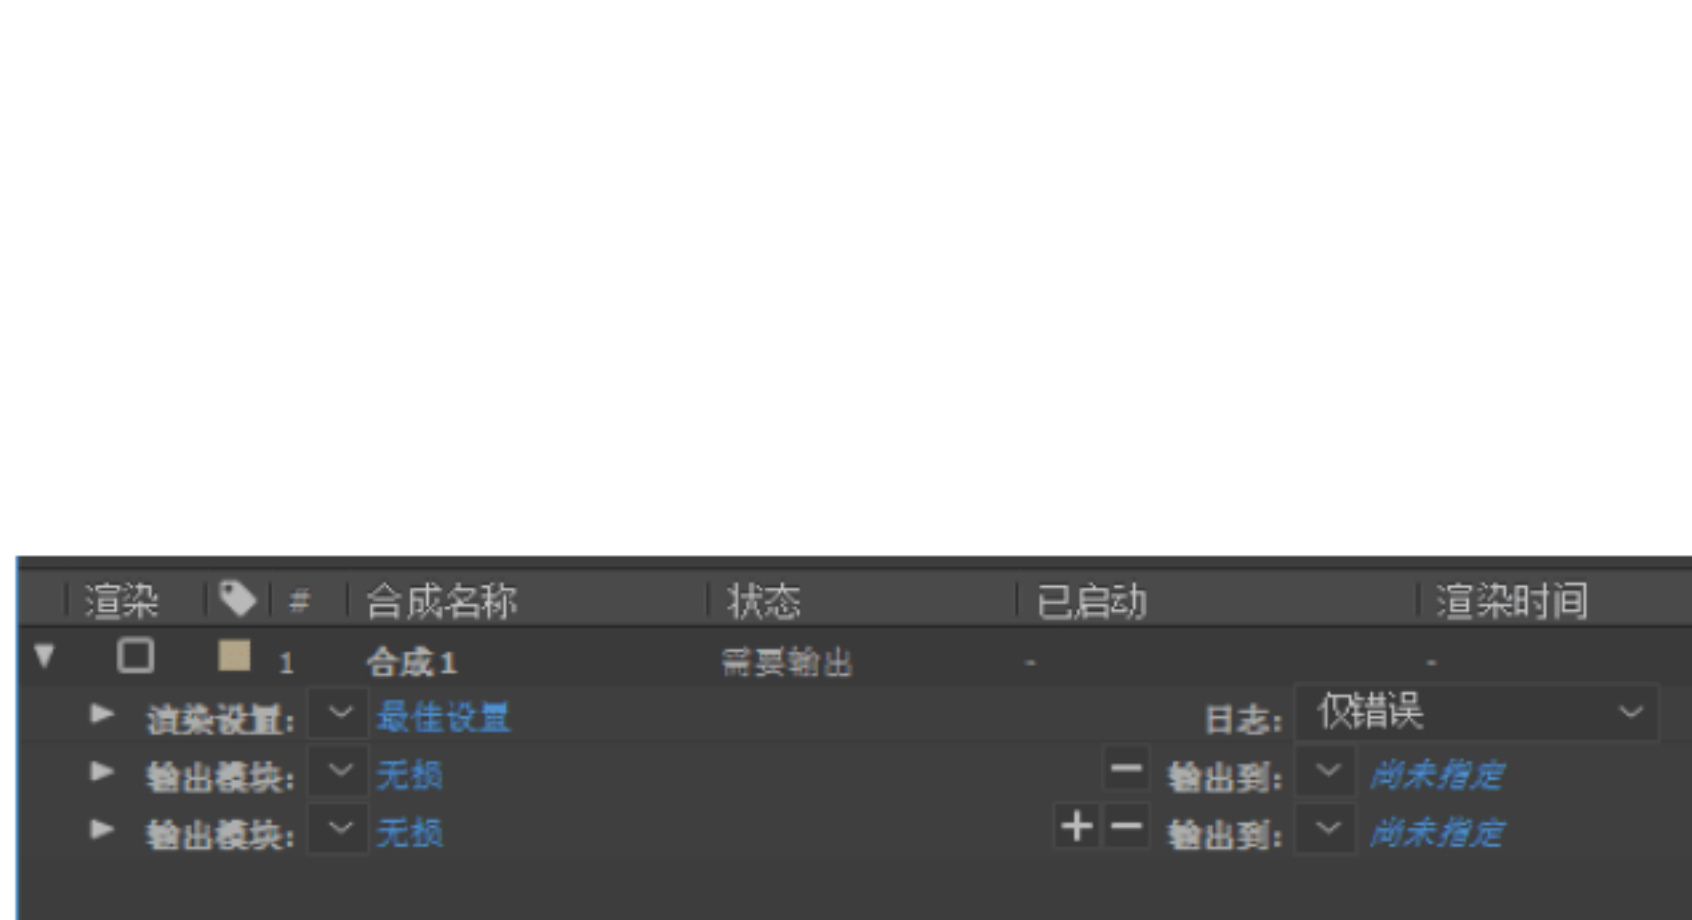 渲染 # 合成名称 状态 已启动 渲染时间
1 合成1 需要输出 - -
渲染设置: 最佳设置 日志: 仅错误
输出模块: 无损 输出到: 尚未指定
输出模块: 无损 输出到: 尚未指定